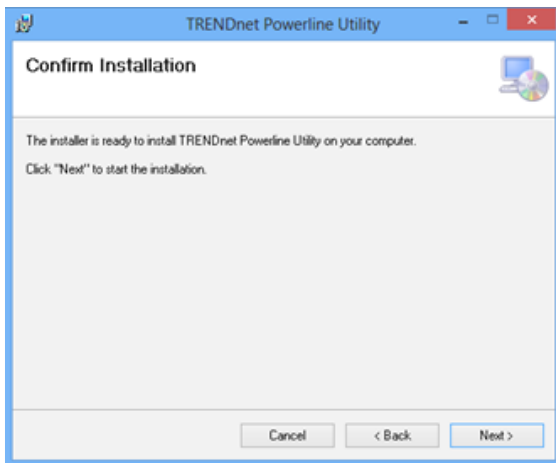 TRENDnet Powerline Utility
Confirm Installation
The installer is ready to install TRENDnet Powerline Utility on your computer.
Click "Next" to start the installation.
Cancel
< Back
Next >